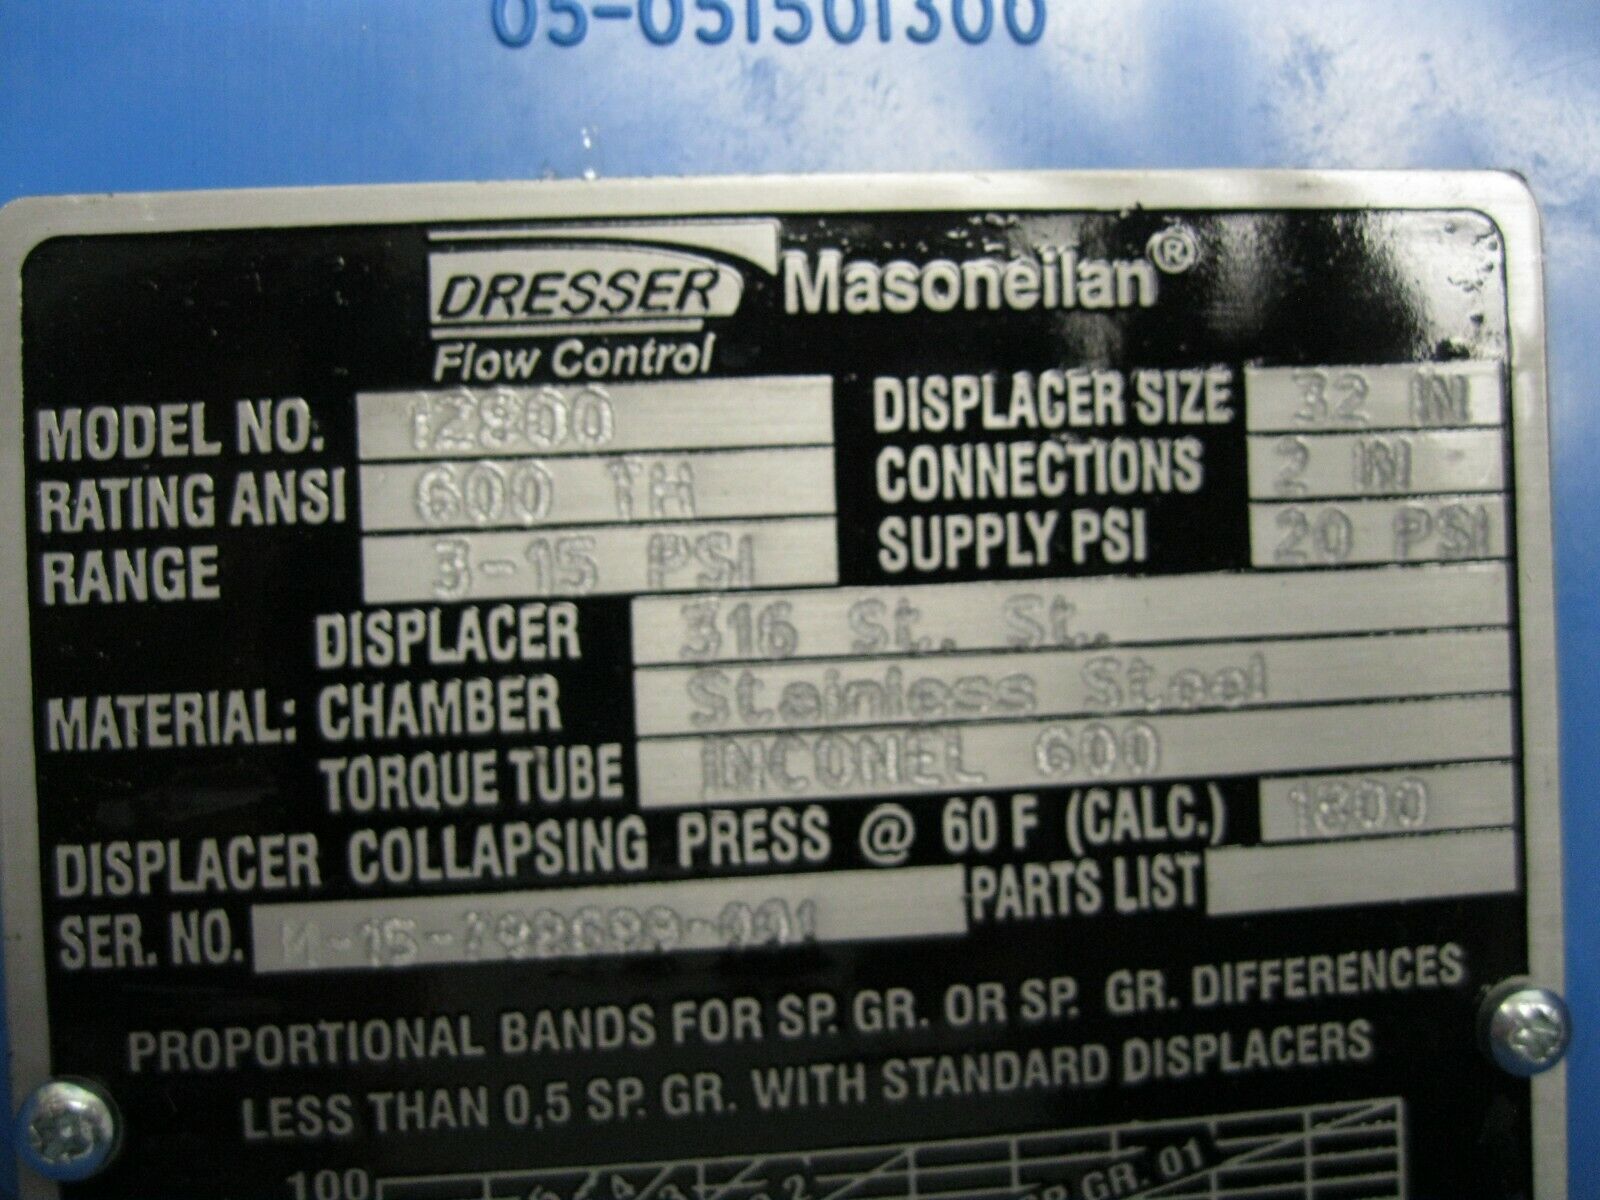 05-051501300
DRESSER Masoneilan®
Flow Control
MODEL NO. 12800 DISPLACER SIZE 32 IN
RATING ANSI 600 TH CONNECTIONS 2 IN
RANGE 3-15 PSI SUPPLY PSI 20 PSI
DISPLACER 316 St. St.
MATERIAL: CHAMBER Stainless Steel
TORQUE TUBE INCONEL 600
DISPLACER COLLAPSING PRESS @ 60 F (CALC.) 1800
SER. NO. PARTS LIST
PROPORTIONAL BANDS FOR SP. GR. OR SP. GR. DIFFERENCES
LESS THAN 0,5 SP. GR. WITH STANDARD DISPLACERS
100 GR. 01